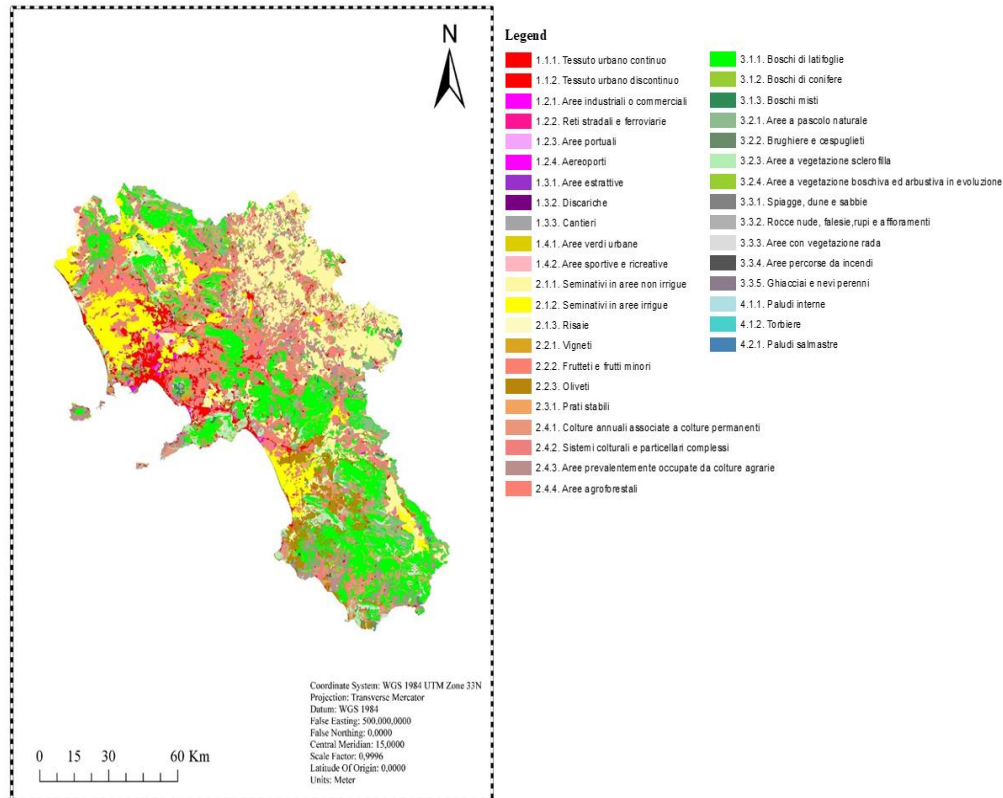 N
Coordinate System: WGS 1984 UTM Zone 33N
Projection: Transverse Mercator
Datum: WGS 1984
False Easting: 500.000,0000
False Northing: 0,0000
Central Meridian: 15,0000
Scale Factor: 0,9996
Latitude Of Origin: 0,0000
Units: Meter
0 15 30 60 Km
Legend
1.1.1. Tessuto urbano continuo
1.1.2. Tessuto urbano discontinuo
1.2.1. Aree industriali o commerciali
1.2.2. Reti stradali e ferroviarie
1.2.3. Aree portuali
1.2.4. Aereoporti
1.3.1. Aree estrattive
1.3.2. Discariche
1.3.3. Cantieri
1.4.1. Aree verdi urbane
1.4.2. Aree sportive e ricreative
2.1.1. Seminativi in aree non irrigue
2.1.2. Seminativi in aree irrigue
2.1.3. Risaie
2.2.1. Vigneti
2.2.2. Frutteti e frutti minori
2.2.3. Oliveti
2.3.1. Prati stabili
2.4.1. Colture annuali associate a colture permanenti
2.4.2. Sistemi colturali e particellari complessi
2.4.3. Aree prevalentemente occupate da colture agrarie
2.4.4. Aree agroforestali
3.1.1. Boschi di latifoglie
3.1.2. Boschi di conifere
3.1.3. Boschi misti
3.2.1. Aree a pascolo naturale
3.2.2. Brughiere e cespuglieti
3.2.3. Aree a vegetazione sclerofilla
3.2.4. Aree a vegetazione boschiva ed arbustiva in evoluzione
3.3.1. Spiagge, dune e sabbie
3.3.2. Rocce nude, falesie,rupi e affioramenti
3.3.3. Aree con vegetazione rada
3.3.4. Aree percorse da incendi
3.3.5. Ghiacciai e nevi perenni
4.1.1. Paludi interne
4.1.2. Torbiere
4.2.1. Paludi salmastre